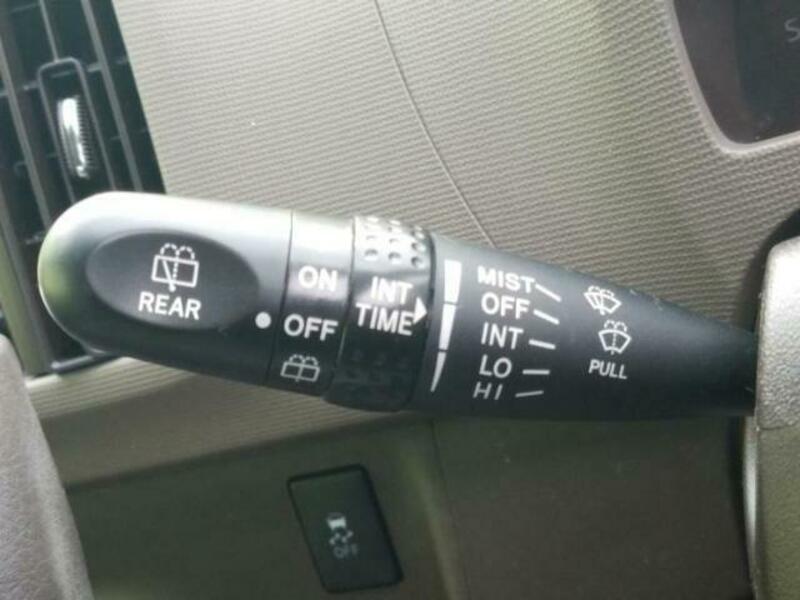 REAR
ON
OFF
INT
TIME
MIST
OFF
INT
LO
HI
PULL
OFF
S